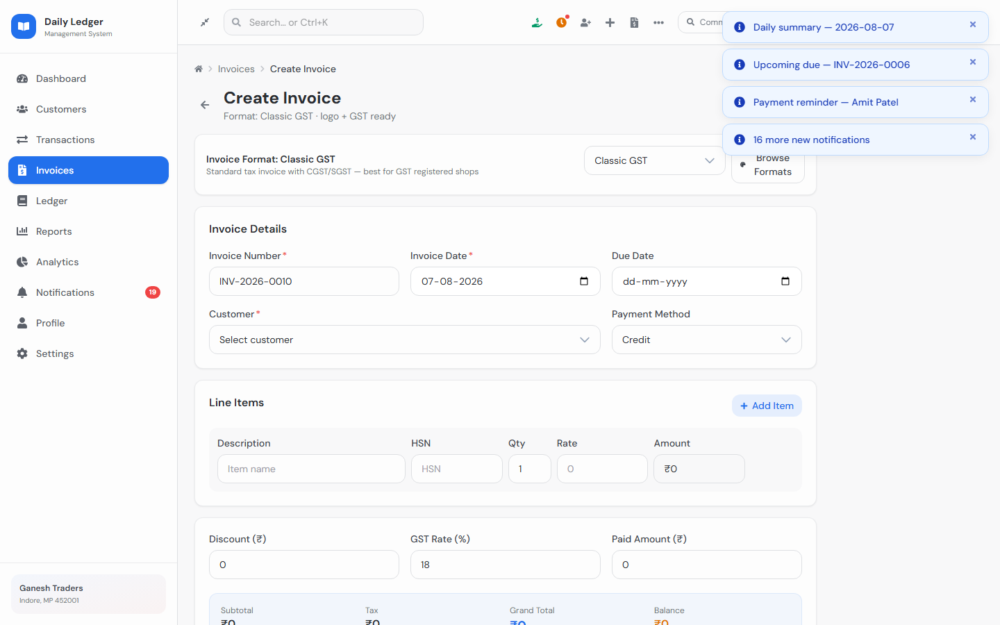 Daily Ledger
Management System
Dashboard
Customers
Transactions
Invoices
Ledger
Reports
Analytics
Notifications
19
Profile
Settings
Ganesh Traders
Indore, MP 452001
Search... or Ctrl+K
Daily summary — 2026-08-07
Upcoming due — INV-2026-0006
Payment reminder — Amit Patel
16 more new notifications
Invoices
Create Invoice
Create Invoice
Format: Classic GST · logo + GST ready
Invoice Format: Classic GST
Standard tax invoice with CGST/SGST — best for GST registered shops
Classic GST
Browse
Formats
Invoice Details
Invoice Number*
Invoice Date*
Due Date
INV-2026-0010
07-08-2026
dd-mm-yyyy
Customer*
Payment Method
Select customer
Credit
Line Items
+ Add Item
Description
HSN
Qty
Rate
Amount
Item name
HSN
1
0
₹0
Discount (₹)
GST Rate (%)
Paid Amount (₹)
0
18
0
Subtotal
Tax
Grand Total
Balance
₹0
₹0
₹0
₹0